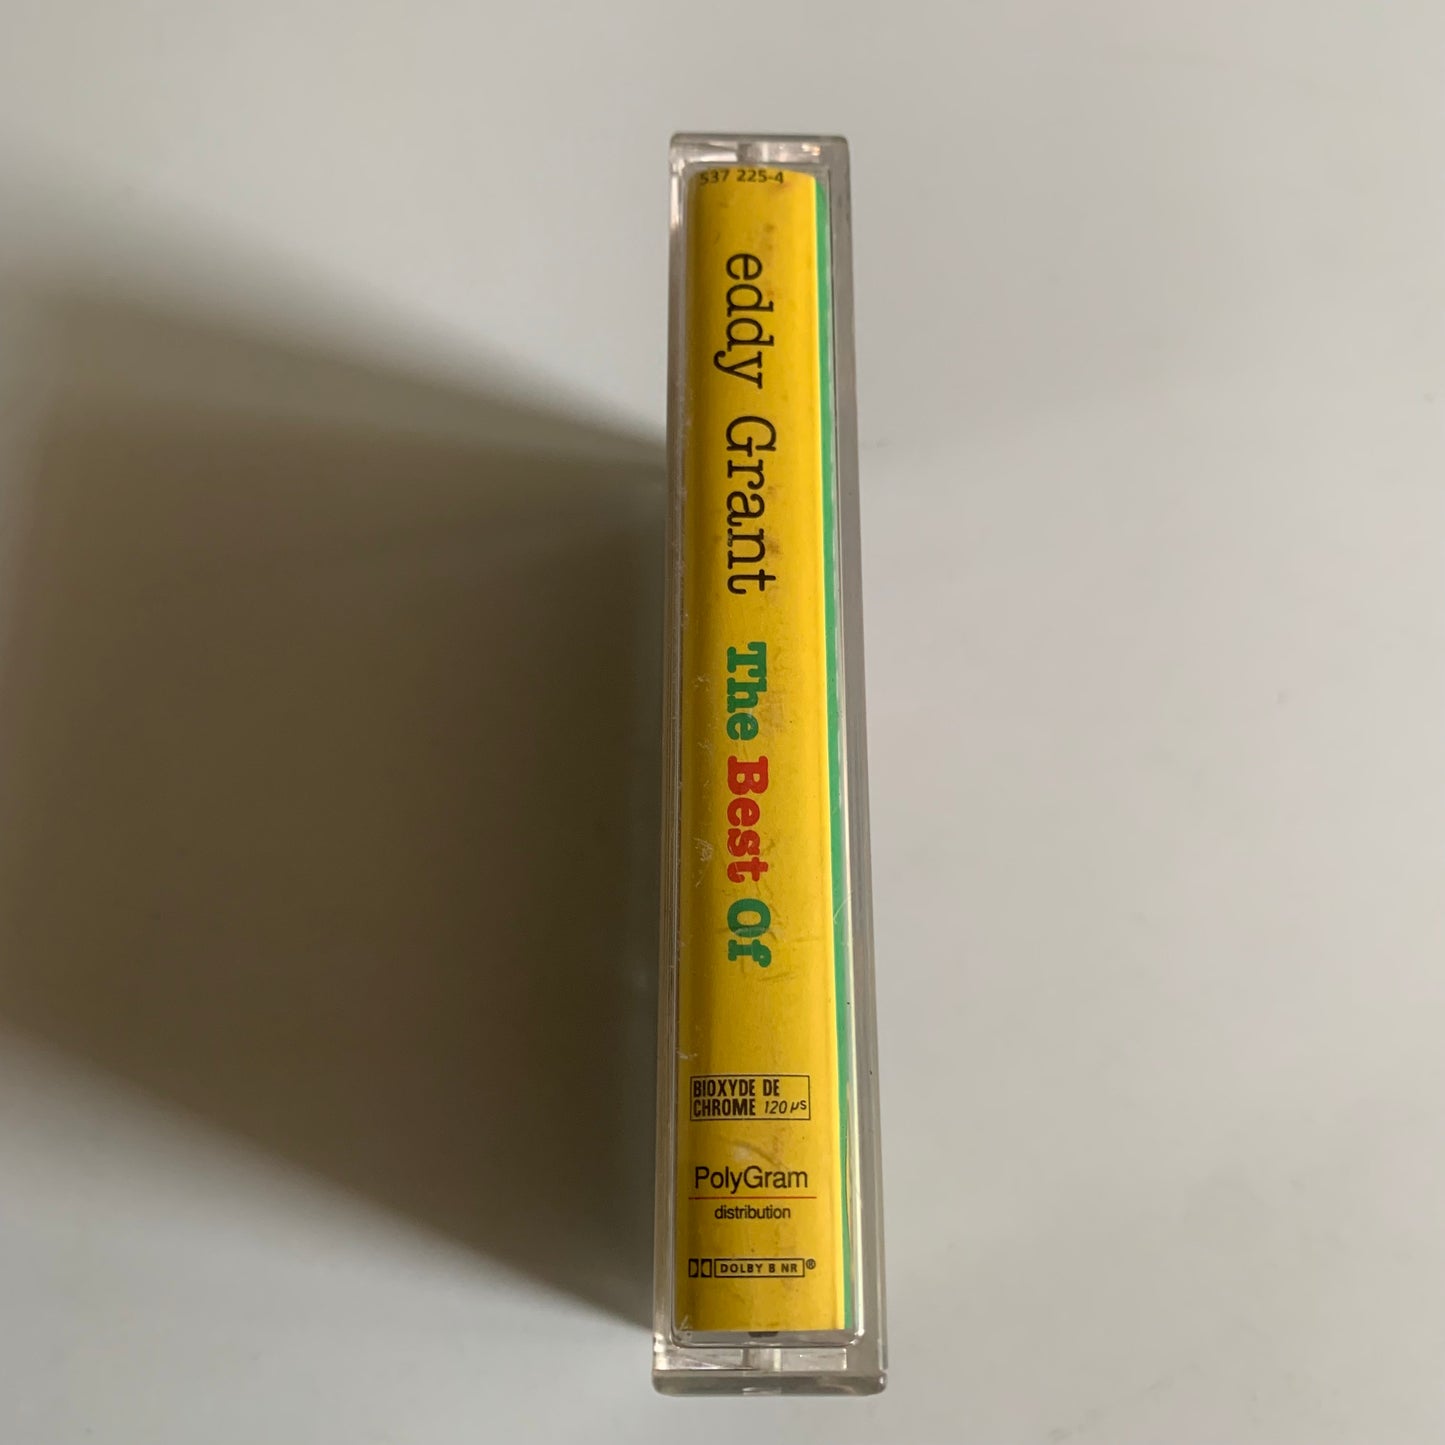 537 225-4
eddy Grant The Best Of
BIOXYDE DE
CHROME 120 µs
PolyGram
distribution
DOLBY B NR®